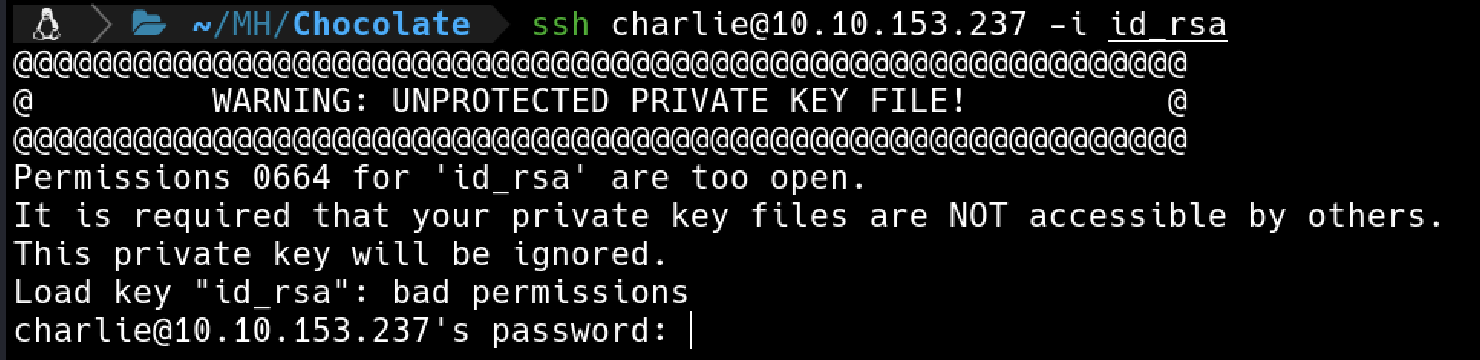 ~/MH/Chocolate ssh charlie@10.10.153.237 -i id_rsa
@@@@@@@@@@@@@@@@@@@@@@@@@@@@@@@@@@@@@@@@@@@@@@@@@@@@@@@@@@@
@         WARNING: UNPROTECTED PRIVATE KEY FILE!          @
@@@@@@@@@@@@@@@@@@@@@@@@@@@@@@@@@@@@@@@@@@@@@@@@@@@@@@@@@@@
Permissions 0664 for 'id_rsa' are too open.
It is required that your private key files are NOT accessible by others.
This private key will be ignored.
Load key "id_rsa": bad permissions
charlie@10.10.153.237's password: